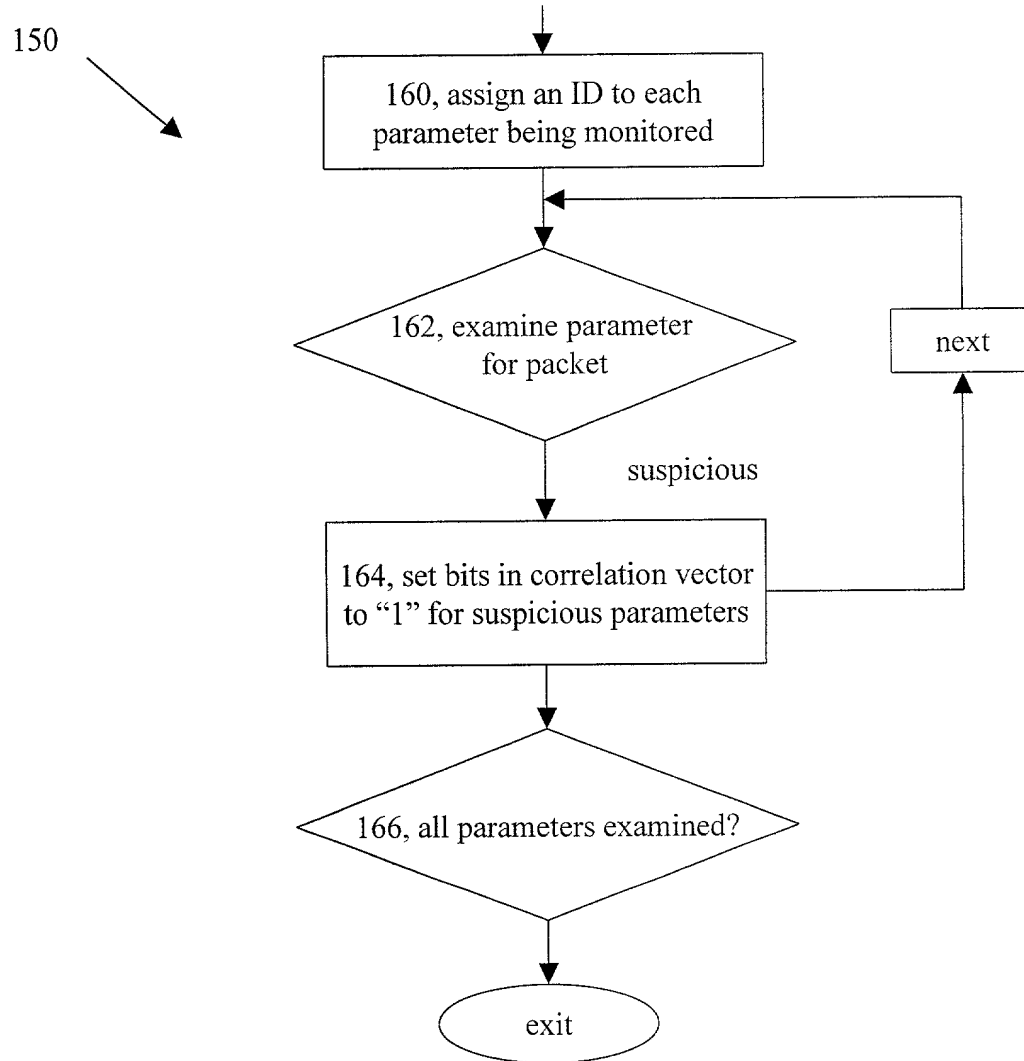 150
160, assign an ID to each
parameter being monitored
162, examine parameter
for packet
next
suspicious
164, set bits in correlation vector
to “1” for suspicious parameters
166, all parameters examined?
exit